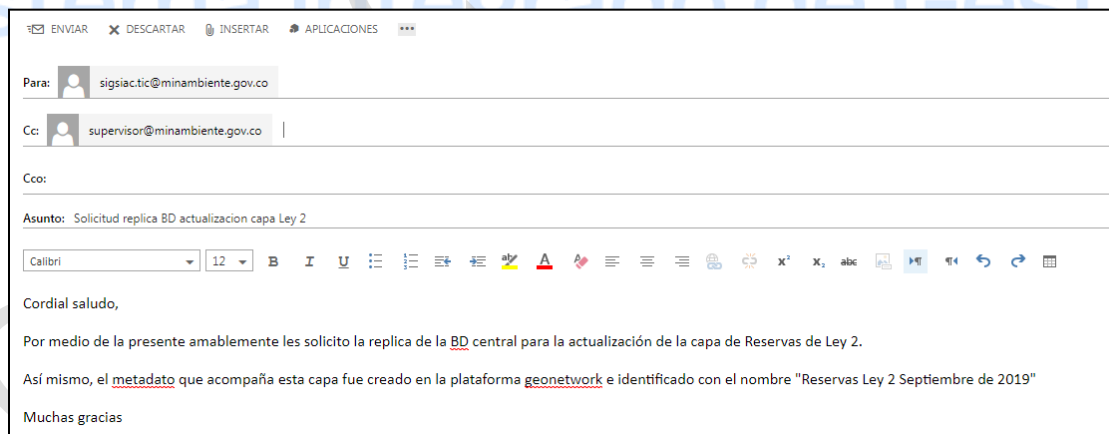 ENVIAR DESCARTAR INSERTAR APLICACIONES •••
Para: sigsiac.tic@minambiente.gov.co
Cc: supervisor@minambiente.gov.co
Cco:
Asunto: Solicitud replica BD actualizacion capa Ley 2
Calibri 12 B I U aby A x² x₂ abc
Cordial saludo,
Por medio de la presente amablemente les solicito la replica de la BD central para la actualización de la capa de Reservas de Ley 2.
Así mismo, el metadato que acompaña esta capa fue creado en la plataforma geonetwork e identificado con el nombre "Reservas Ley 2 Septiembre de 2019"
Muchas gracias